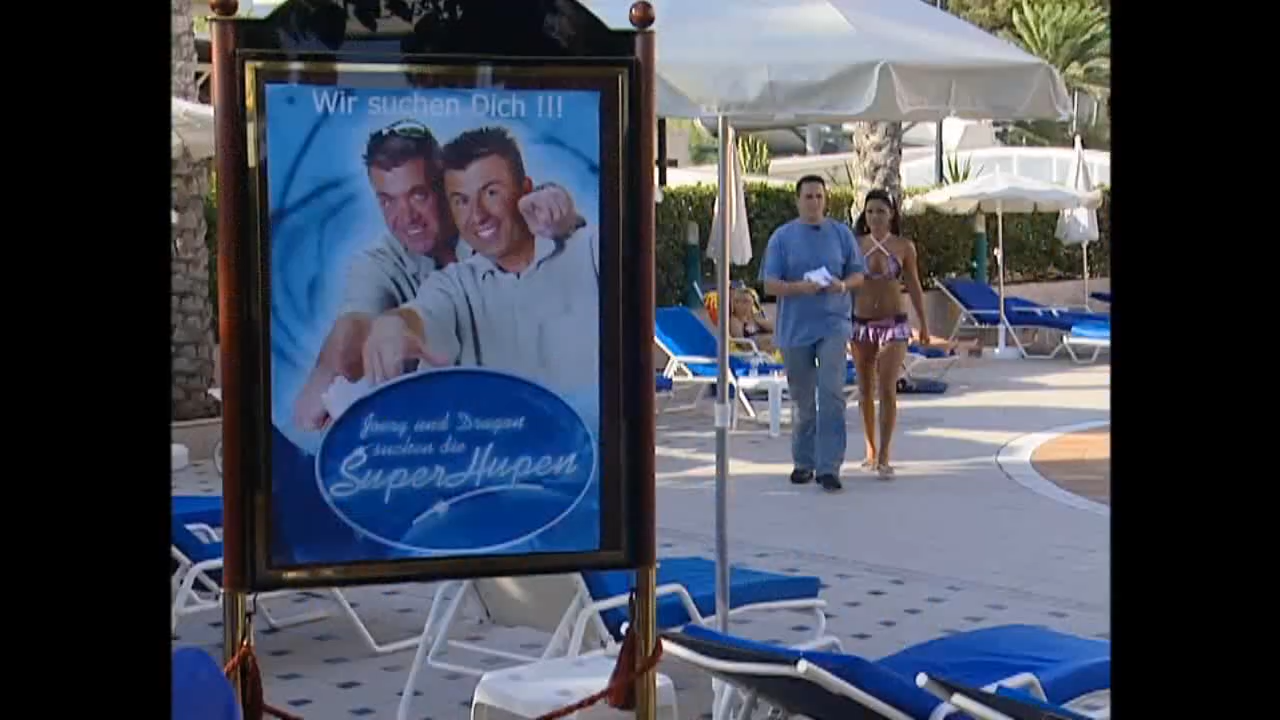 Wir suchen Dich !!!
Joerg und Dragan
suchen die
SuperHupen